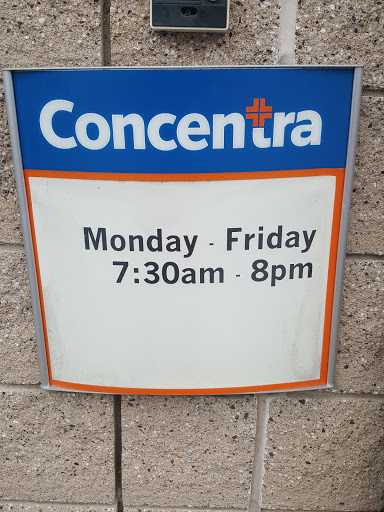 Concentra
Monday - Friday
7:30am - 8pm